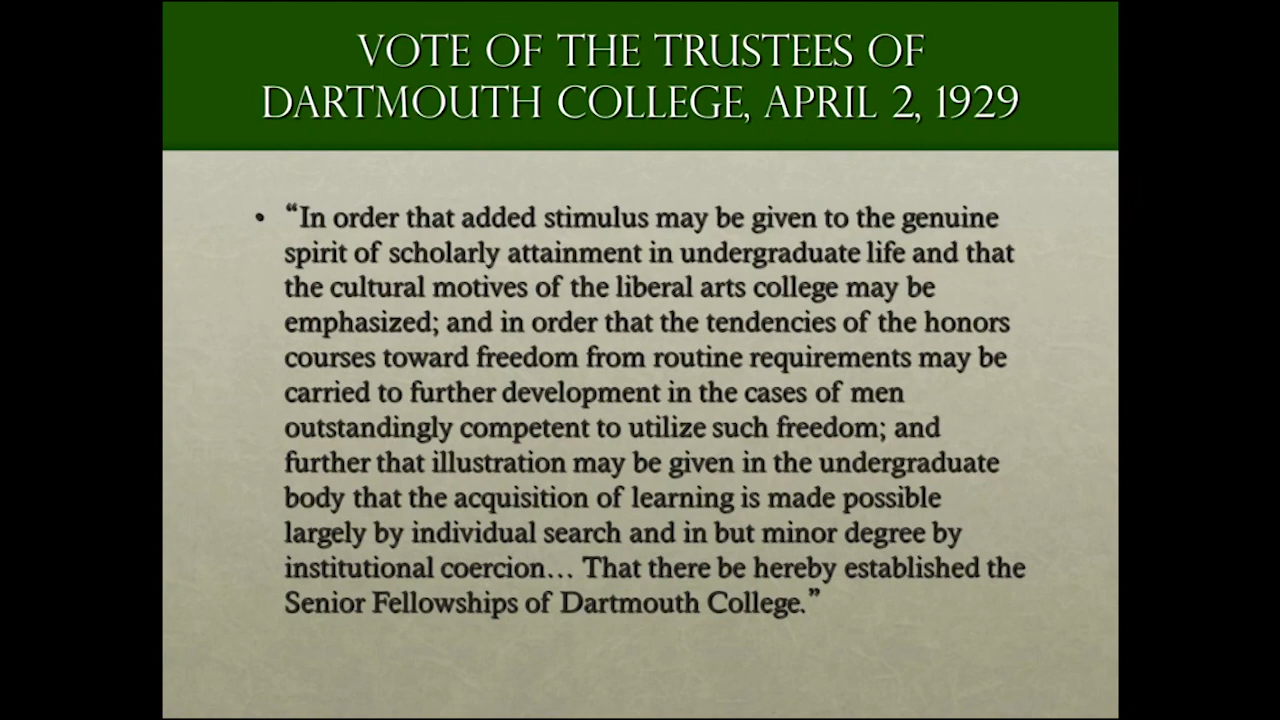 VOTE OF THE TRUSTEES OF
DARTMOUTH COLLEGE, APRIL 2, 1929
• “In order that added stimulus may be given to the genuine
spirit of scholarly attainment in undergraduate life and that
the cultural motives of the liberal arts college may be
emphasized; and in order that the tendencies of the honors
courses toward freedom from routine requirements may be
carried to further development in the cases of men
outstandingly competent to utilize such freedom; and
further that illustration may be given in the undergraduate
body that the acquisition of learning is made possible
largely by individual search and in but minor degree by
institutional coercion… That there be hereby established the
Senior Fellowships of Dartmouth College.”